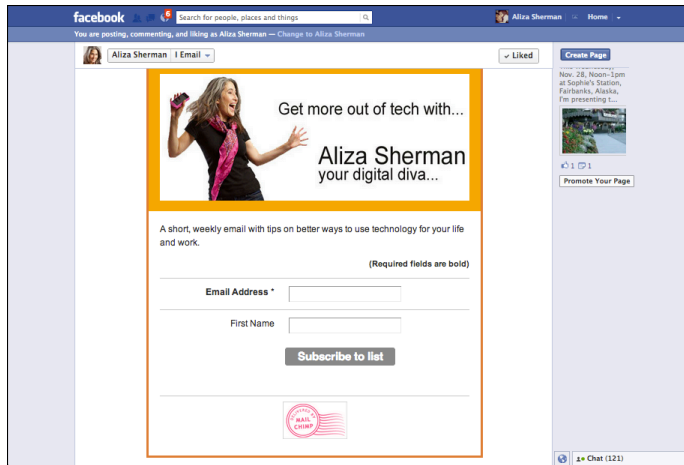 facebook
6
Search for people, places and things
Aliza Sherman
Home
You are posting, commenting, and liking as Aliza Sherman — Change to Aliza Sherman
Aliza Sherman
Email
Liked
Create Page
Nov. 28, Noon-1pm
at Sophie's Station,
Fairbanks, Alaska,
I'm presenting t...
1 1
Promote Your Page
Get more out of tech with...
Aliza Sherman
your digital diva...
A short, weekly email with tips on better ways to use technology for your life
and work.
(Required fields are bold)
Email Address *
First Name
Subscribe to list
DELIVERED BY
MAIL
CHIMP
Chat (121)